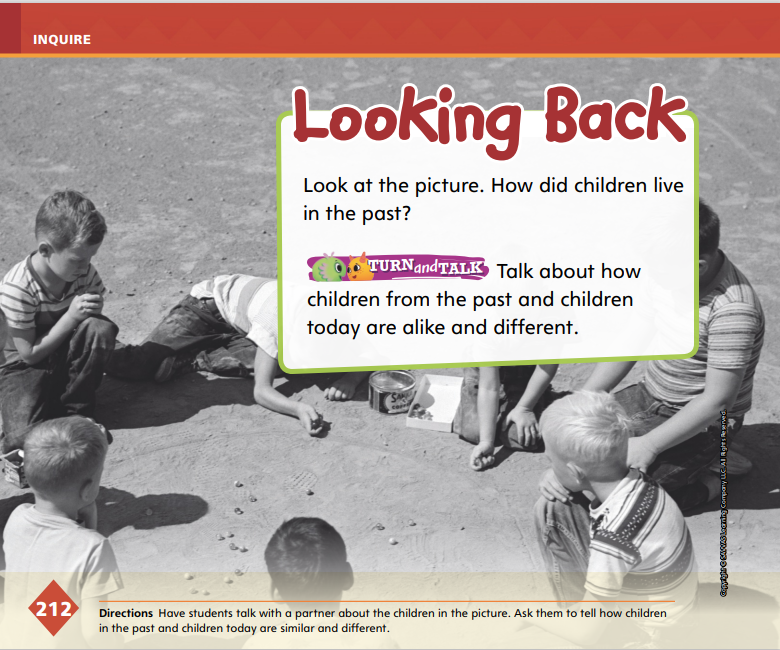 INQUIRE
Looking Back
Look at the picture. How did children live
in the past?
TURN and TALK Talk about how
children from the past and children
today are alike and different.
Copyright © SAVVAS Learning Company LLC. All Rights Reserved.
212
Directions Have students talk with a partner about the children in the picture. Ask them to tell how children
in the past and children today are similar and different.